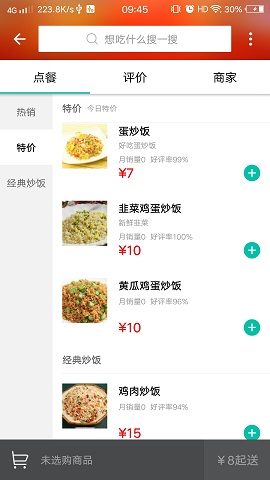 4G 未插卡 222.8K/s 09:45 HD 30%
想吃什么搜一搜
点餐 评价 商家
热销
特价
经典炒饭
特价 今日特价
蛋炒饭
好吃蛋炒饭
月销量0 好评率99%
¥7
韭菜鸡蛋炒饭
新鲜韭菜
月销量0 好评率100%
¥10
黄瓜鸡蛋炒饭
月销量0 好评率96%
¥10
经典炒饭
鸡肉炒饭
月销量0 好评率94%
¥15
未选购商品 ¥8起送